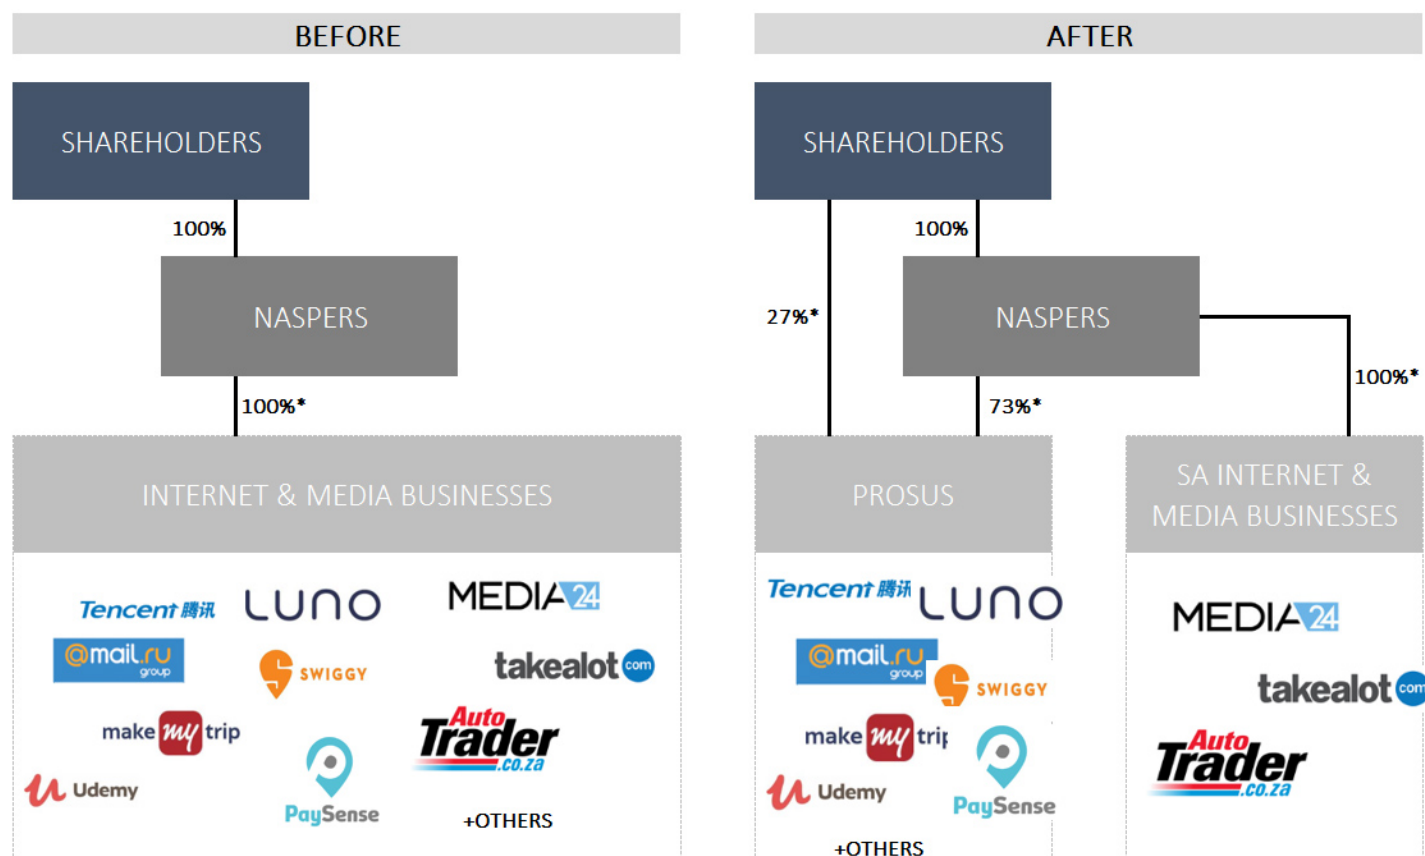 BEFORE
SHAREHOLDERS
100%
NASPERS
100%*
INTERNET & MEDIA BUSINESSES
Tencent 腾讯
LUNO
MEDIA24
@mail.ru
group
SWIGGY
takealot com
make my trip
Auto
Trader
.co.za
Udemy
PaySense
+OTHERS
AFTER
SHAREHOLDERS
100%
27%*
NASPERS
100%*
73%*
PROSUS
SA INTERNET &
MEDIA BUSINESSES
Tencent 腾讯
LUNO
@mail.ru
group
SWIGGY
make my trip
Udemy
PaySense
+OTHERS
MEDIA24
takealot com
Auto
Trader
.co.za